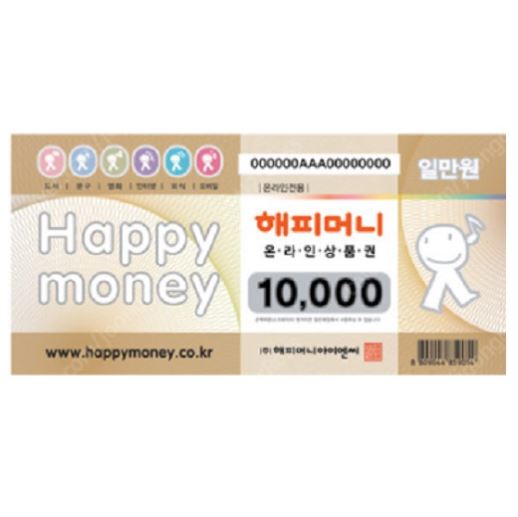 000000AAA00000000
일만원
도서 | 문구 | 영화 | 인터넷 | 외식 | 모바일
| 온라인전용 |
Happy
money
해피머니
온·라·인·상·품·권
10,000
www.happymoney.co.kr
(주)해피머니아이엔씨